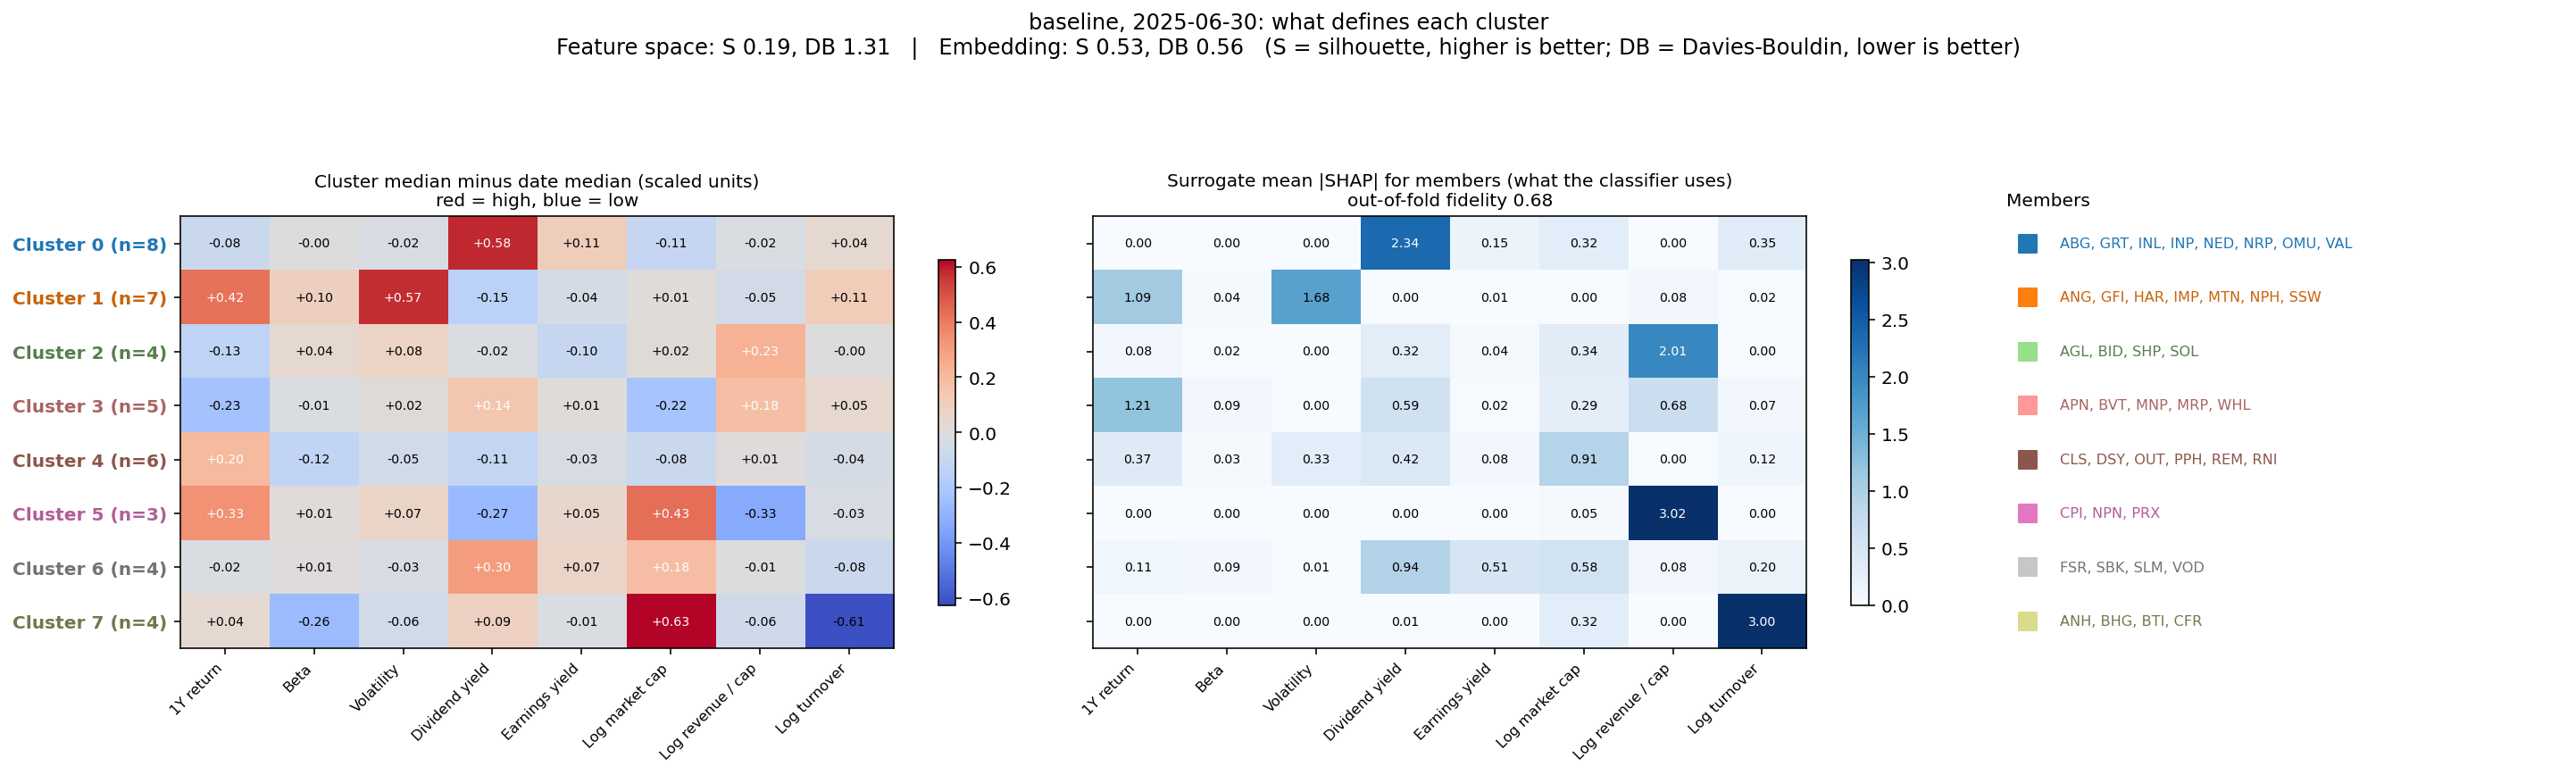 baseline, 2025-06-30: what defines each cluster
Feature space: S 0.19, DB 1.31   |   Embedding: S 0.53, DB 0.56   (S = silhouette, higher is better; DB = Davies-Bouldin, lower is better)
Cluster median minus date median (scaled units)
red = high, blue = low
Cluster 0 (n=8) -0.08 -0.00 -0.02 +0.58 +0.11 -0.11 -0.02 +0.04
Cluster 1 (n=7) +0.42 +0.10 +0.57 -0.15 -0.04 +0.01 -0.05 +0.11
Cluster 2 (n=4) -0.13 +0.04 +0.08 -0.02 -0.10 +0.02 +0.23 -0.00
Cluster 3 (n=5) -0.23 -0.01 +0.02 +0.14 +0.01 -0.22 +0.18 +0.05
Cluster 4 (n=6) +0.20 -0.12 -0.05 -0.11 -0.03 -0.08 +0.01 -0.04
Cluster 5 (n=3) +0.33 +0.01 +0.07 -0.27 +0.05 +0.43 -0.33 -0.03
Cluster 6 (n=4) -0.02 +0.01 -0.03 +0.30 +0.07 +0.18 -0.01 -0.08
Cluster 7 (n=4) +0.04 -0.26 -0.06 +0.09 -0.01 +0.63 -0.06 -0.61
1Y return
Beta
Volatility
Dividend yield
Earnings yield
Log market cap
Log revenue / cap
Log turnover
0.6
0.4
0.2
0.0
−0.2
−0.4
−0.6
Surrogate mean |SHAP| for members (what the classifier uses)
out-of-fold fidelity 0.68
0.00 0.00 0.00 2.34 0.15 0.32 0.00 0.35
1.09 0.04 1.68 0.00 0.01 0.00 0.08 0.02
0.08 0.02 0.00 0.32 0.04 0.34 2.01 0.00
1.21 0.09 0.00 0.59 0.02 0.29 0.68 0.07
0.37 0.03 0.33 0.42 0.08 0.91 0.00 0.12
0.00 0.00 0.00 0.00 0.00 0.05 3.02 0.00
0.11 0.09 0.01 0.94 0.51 0.58 0.08 0.20
0.00 0.00 0.00 0.01 0.00 0.32 0.00 3.00
1Y return
Beta
Volatility
Dividend yield
Earnings yield
Log market cap
Log revenue / cap
Log turnover
3.0
2.5
2.0
1.5
1.0
0.5
0.0
Members
ABG, GRT, INL, INP, NED, NRP, OMU, VAL
ANG, GFI, HAR, IMP, MTN, NPH, SSW
AGL, BID, SHP, SOL
APN, BVT, MNP, MRP, WHL
CLS, DSY, OUT, PPH, REM, RNI
CPI, NPN, PRX
FSR, SBK, SLM, VOD
ANH, BHG, BTI, CFR